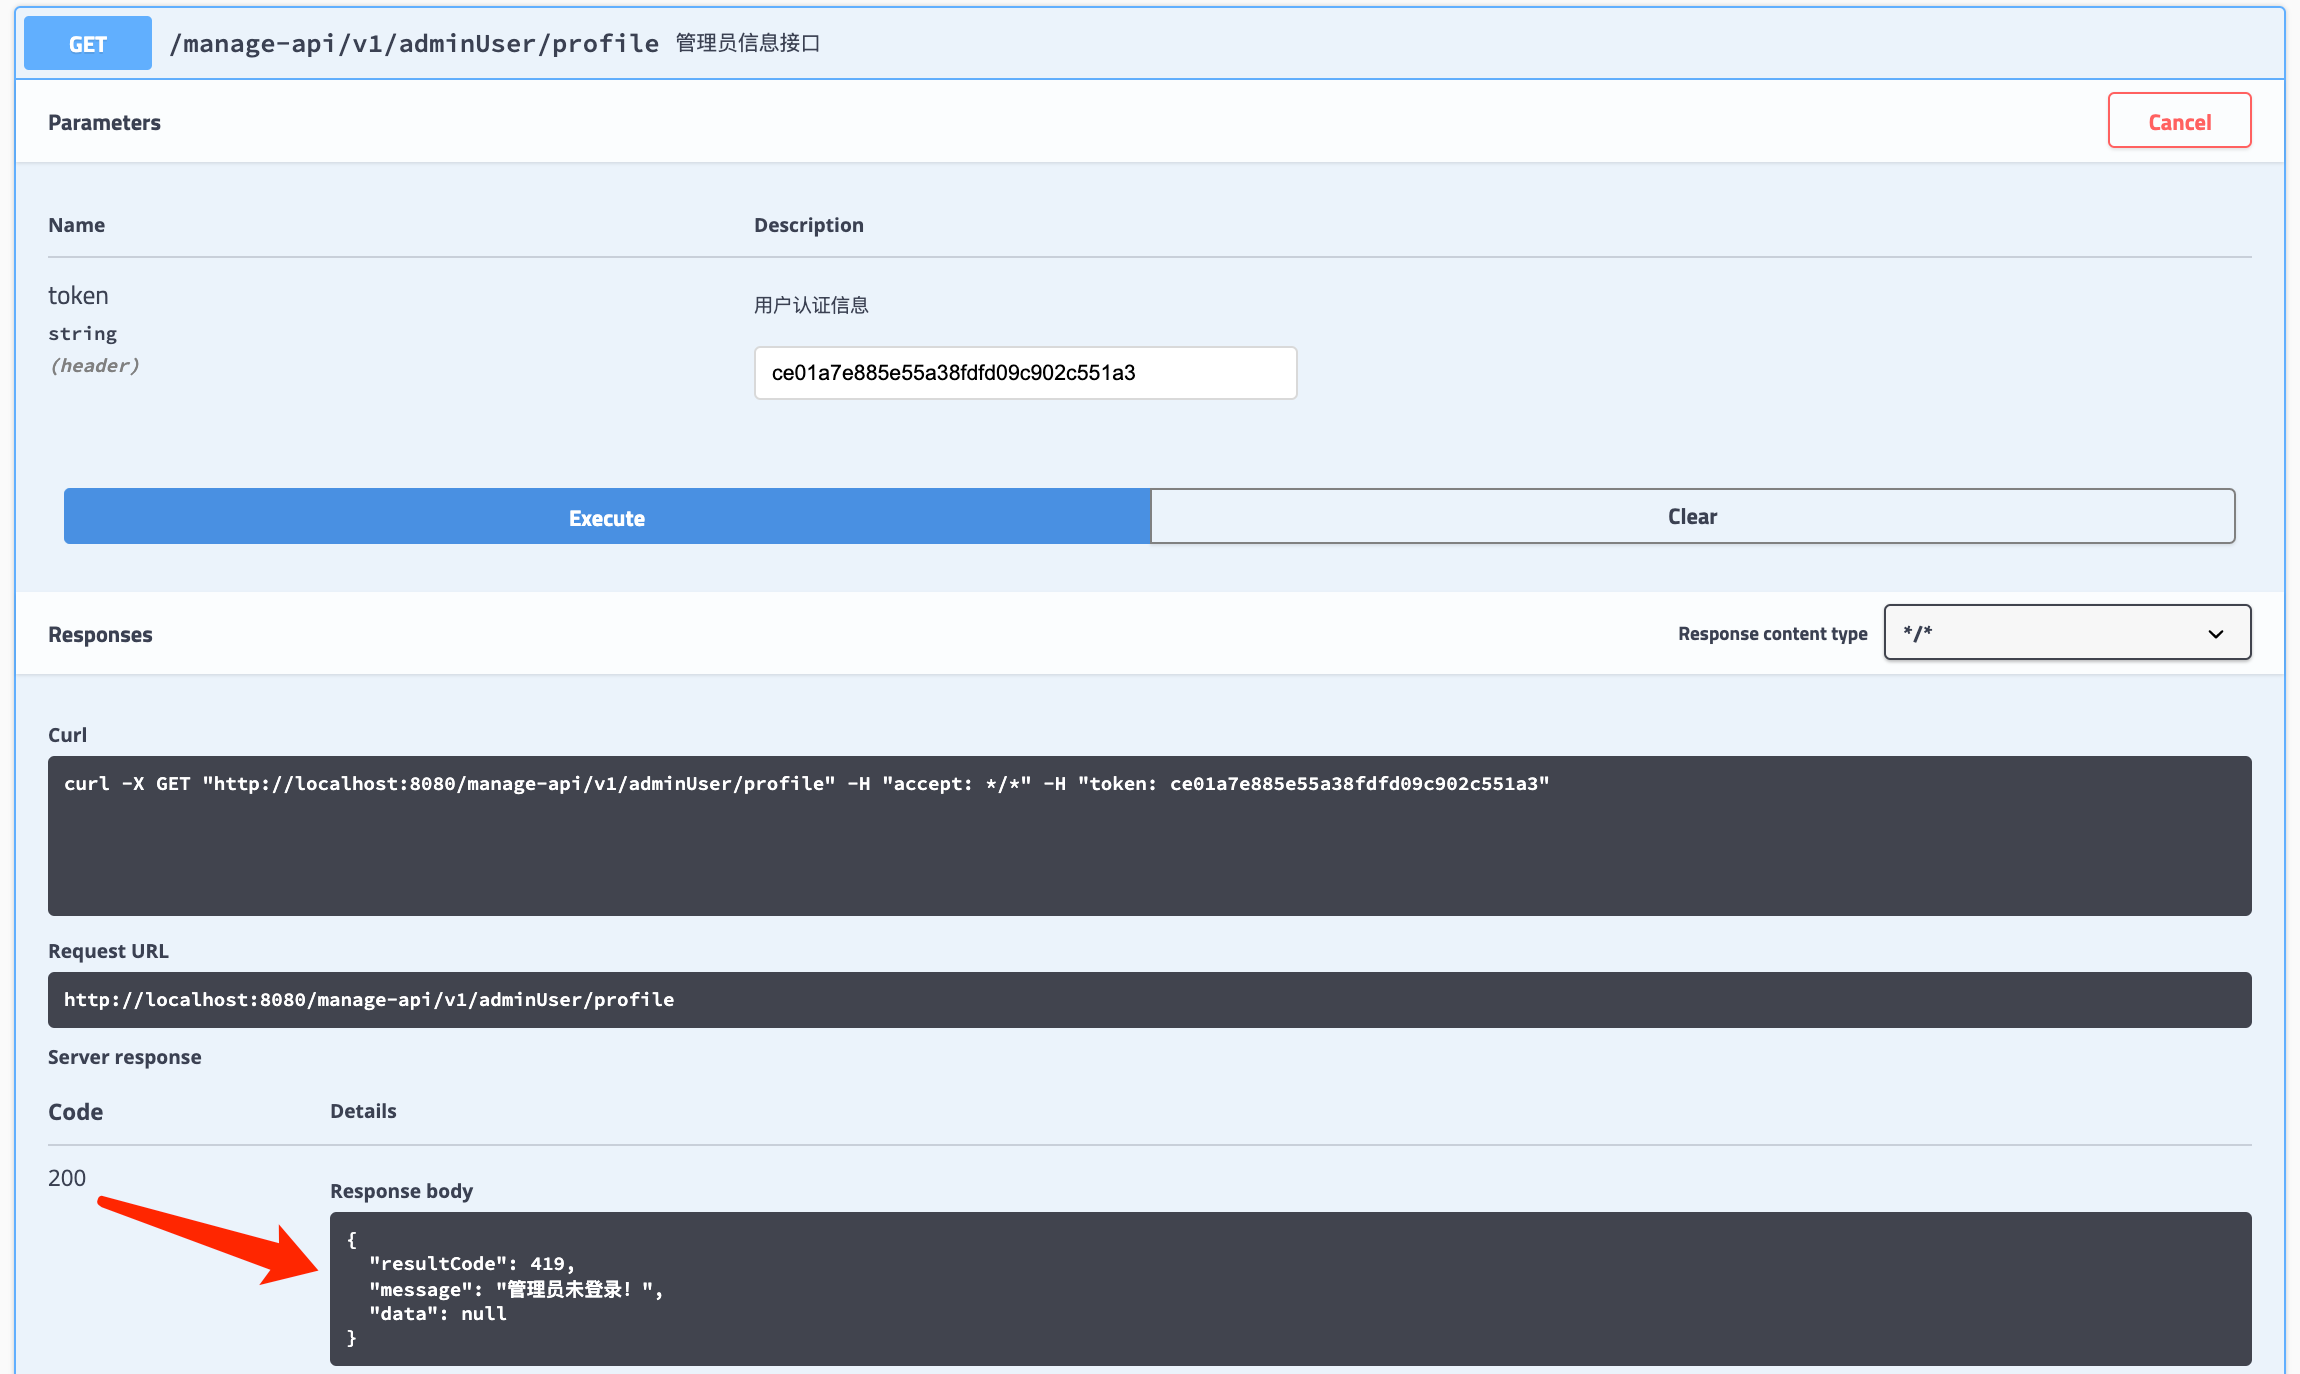 GET /manage-api/v1/adminUser/profile 管理员信息接口
Parameters
Cancel
Name Description
token
string
(header)
用户认证信息
ce01a7e885e55a38fdfd09c902c551a3
Execute Clear
Responses
Response content type */*
Curl
curl -X GET "http://localhost:8080/manage-api/v1/adminUser/profile" -H "accept: */*" -H "token: ce01a7e885e55a38fdfd09c902c551a3"
Request URL
http://localhost:8080/manage-api/v1/adminUser/profile
Server response
Code Details
200
Response body
{
"resultCode": 419,
"message": "管理员未登录！",
"data": null
}